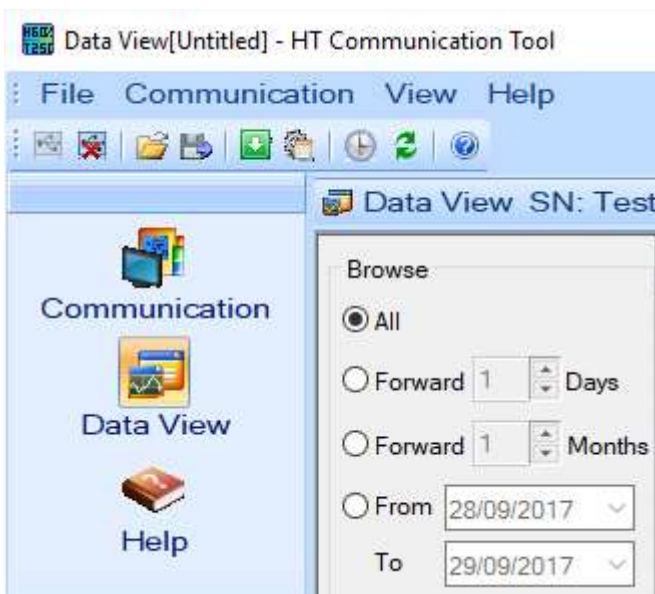 Data View[Untitled] - HT Communication Tool
File Communication View Help
Data View SN: Test
Communication
Data View
Help
Browse
All
Forward 1 Days
Forward 1 Months
From 28/09/2017
To 29/09/2017